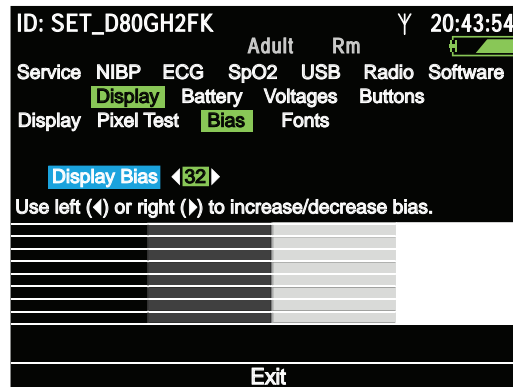 ID: SET_D80GH2FK 20:43:54
Adult Rm
Service NIBP ECG SpO2 USB Radio Software
Display Battery Voltages Buttons
Display Pixel Test Bias Fonts
Display Bias 32
Use left (◀) or right (▶) to increase/decrease bias.
Exit